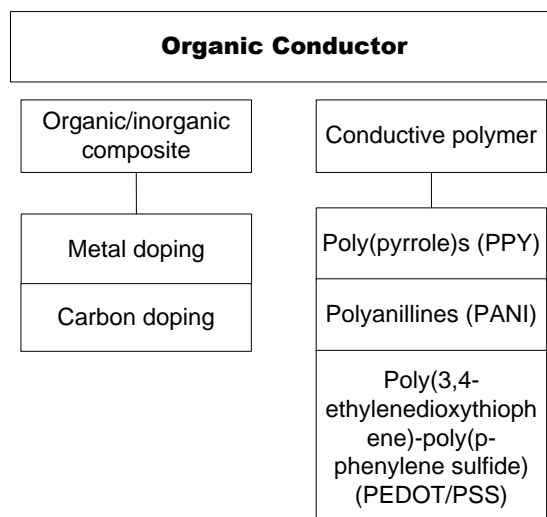 Organic Conductor
Organic/inorganic
composite
Metal doping
Carbon doping
Conductive polymer
Poly(pyrrole)s (PPY)
Polyanillines (PANI)
Poly(3,4-
ethylenedioxythioph
ene)-poly(p-
phenylene sulfide)
(PEDOT/PSS)